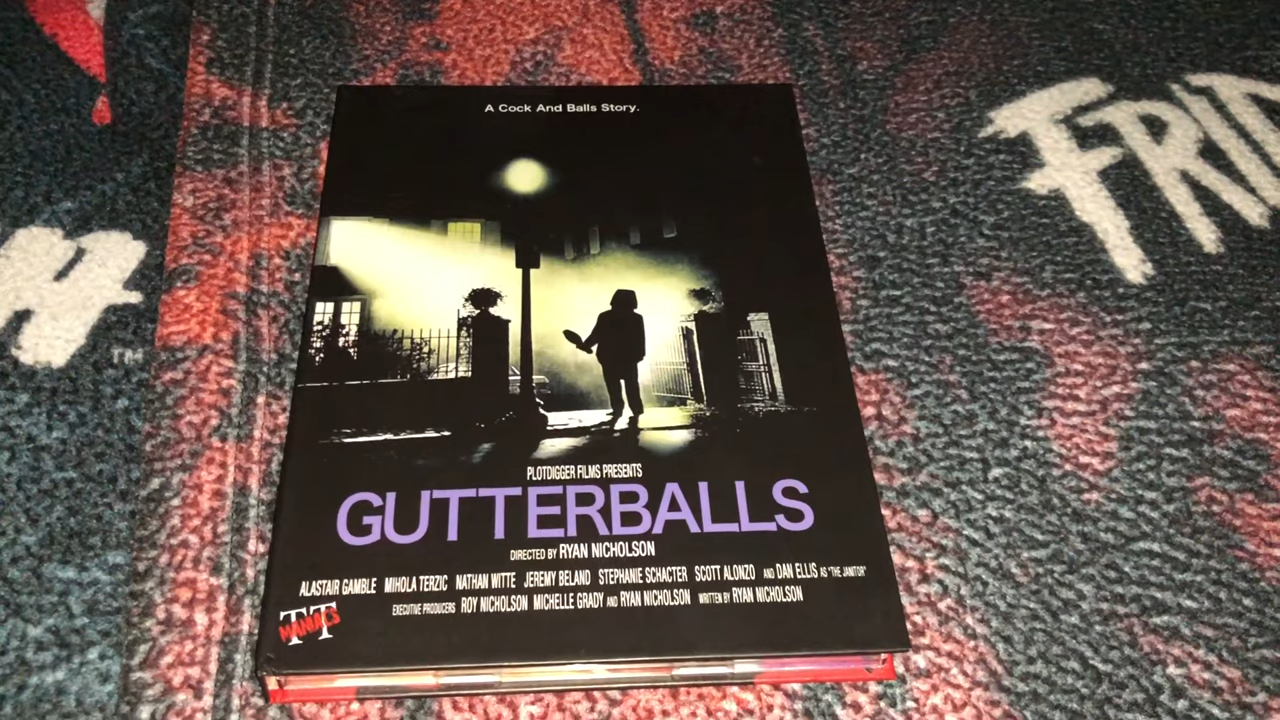 A Cock And Balls Story.
FRID
H
TM
PLOTDIGGER FILMS PRESENTS
GUTTERBALLS
DIRECTED BY RYAN NICHOLSON
ALASTAIR GAMBLE MIHOLA TERZIC NATHAN WITTE JEREMY BELAND STEPHANIE SCHACTER SCOTT ALONZO AND DAN ELLIS AS "THE JANITOR"
EXECUTIVE PRODUCERS ROY NICHOLSON MICHELLE GRADY AND RYAN NICHOLSON WRITTEN BY RYAN NICHOLSON
TT
MANIACS